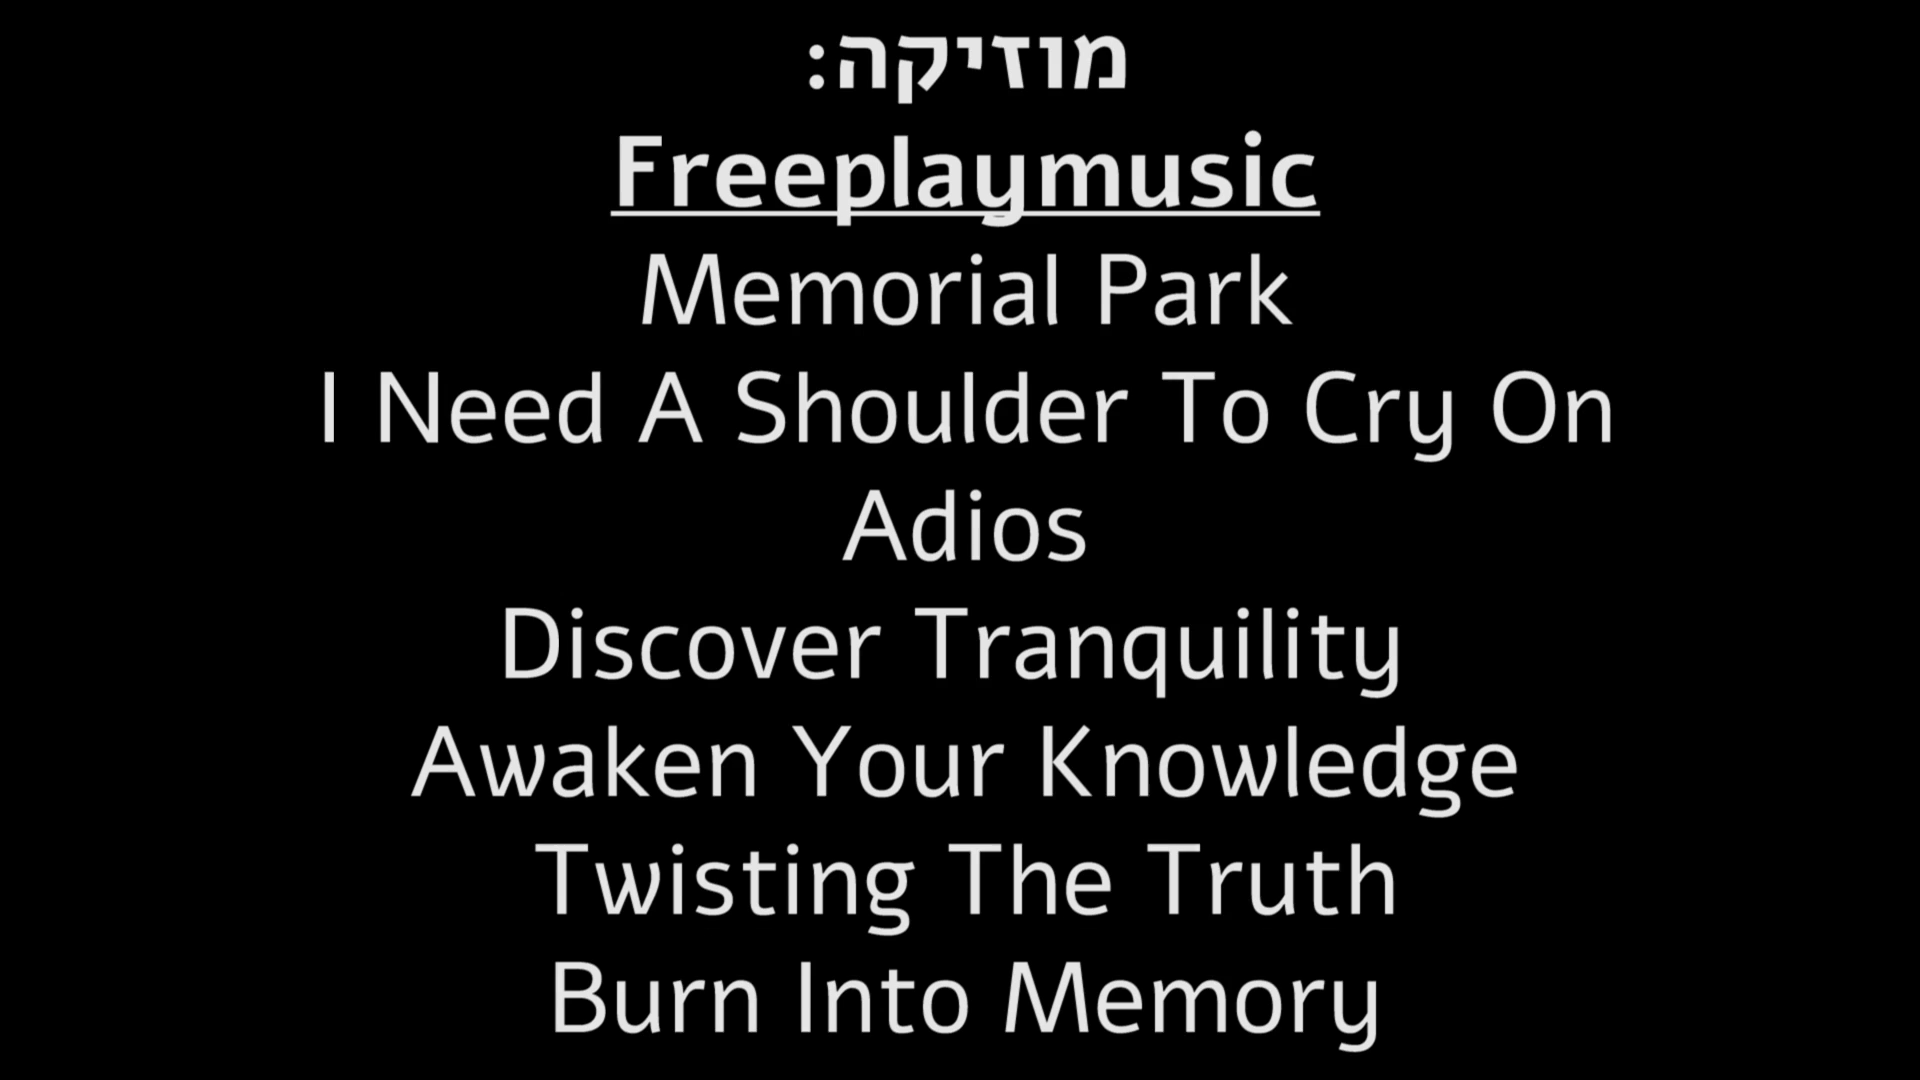 מוזיקה:
Freeplaymusic
Memorial Park
I Need A Shoulder To Cry On
Adios
Discover Tranquility
Awaken Your Knowledge
Twisting The Truth
Burn Into Memory